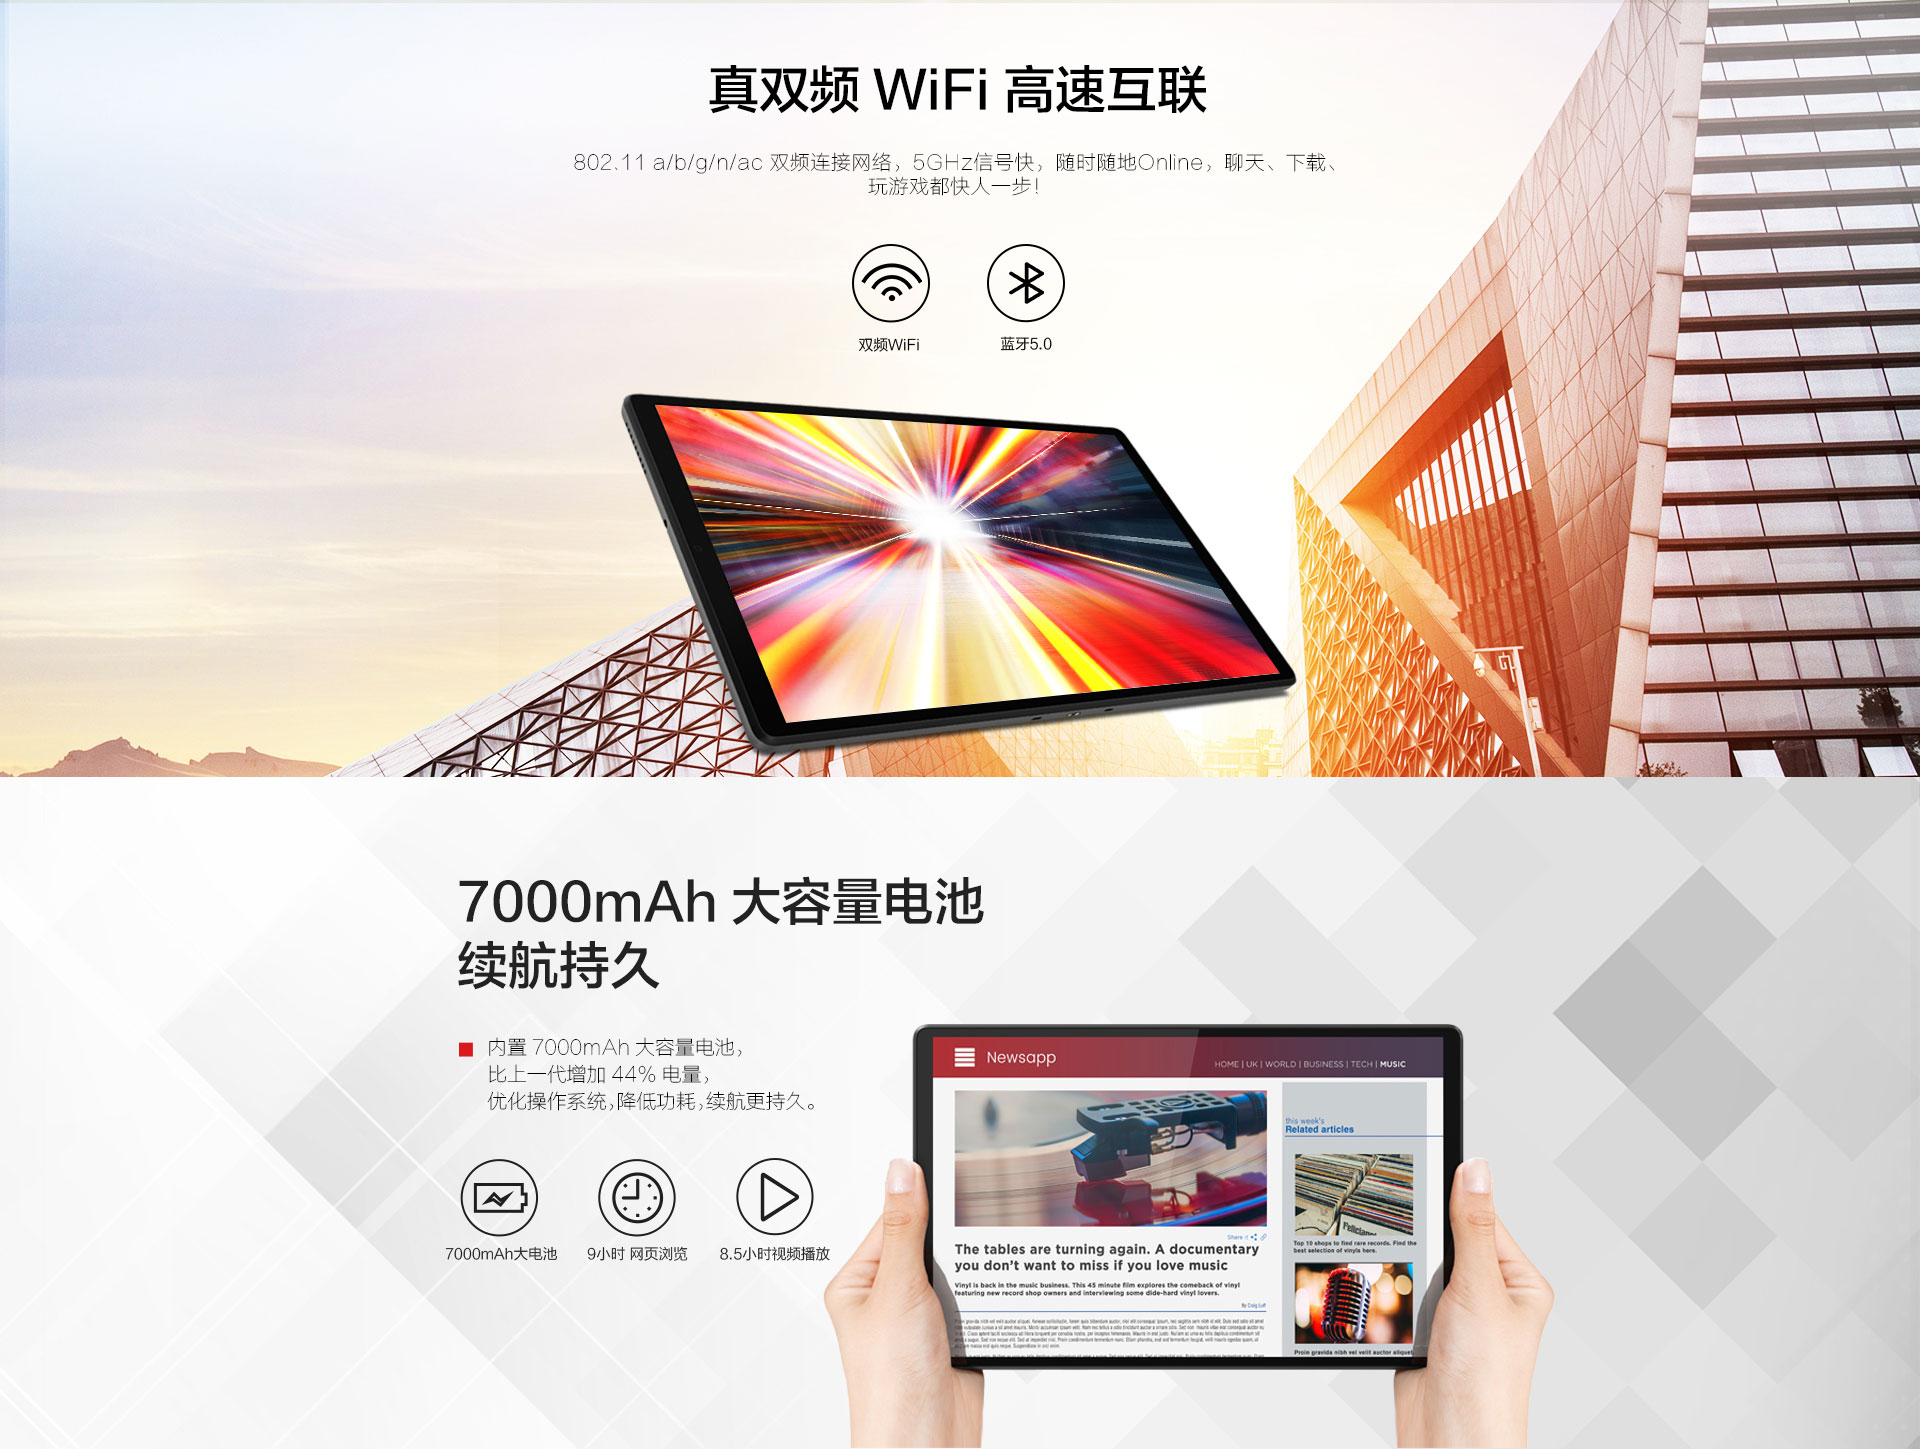 真双频 WiFi 高速互联
802.11 a/b/g/n/ac 双频连接网络，5GHz信号快，随时随地Online，聊天、下载、
玩游戏都快人一步！
双频WiFi
蓝牙5.0
7000mAh 大容量电池
续航持久
内置 7000mAh 大容量电池，
比上一代增加 44% 电量，
优化操作系统，降低功耗，续航更持久。
7000mAh大电池
9小时 网页浏览
8.5小时视频播放
Newsapp
HOME | UK | WORLD | BUSINESS | TECH | MUSIC
this week's
Related articles
Share it
The tables are turning again. A documentary
you don't want to miss if you love music
Vinyl is back in the music business. This 45 minute film explores the comeback of vinyl
featuring new record shop owners and interviewing some dide-hard vinyl lovers.
By Craig Luff
Top 10 shops to find rare records. Find the
best selection of vinyls here.
Proin gravida nibh vel velit auctor aliquet